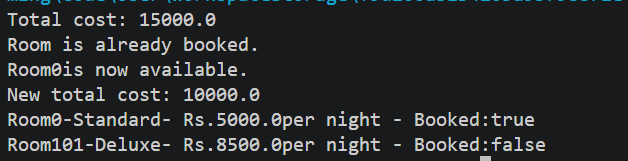 Total cost: 15000.0
Room is already booked.
Room0is now available.
New total cost: 10000.0
Room0-Standard- Rs.5000.0per night - Booked:true
Room101-Deluxe- Rs.8500.0per night - Booked:false